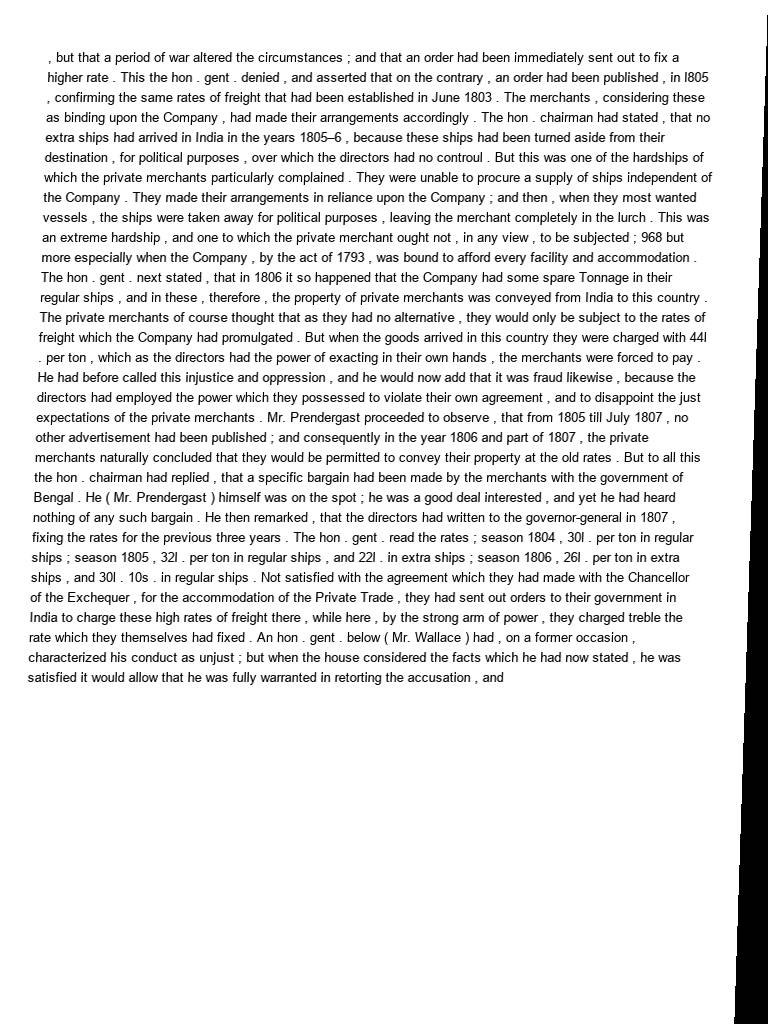 , but that a period of war altered the circumstances ; and that an order had been immediately sent out to fix a
higher rate . This the hon . gent . denied , and asserted that on the contrary , an order had been published , in l805
, confirming the same rates of freight that had been established in June 1803 . The merchants , considering these
as binding upon the Company , had made their arrangements accordingly . The hon . chairman had stated , that no
extra ships had arrived in India in the years 1805–6 , because these ships had been turned aside from their
destination , for political purposes , over which the directors had no controul . But this was one of the hardships of
which the private merchants particularly complained . They were unable to procure a supply of ships independent of
the Company . They made their arrangements in reliance upon the Company ; and then , when they most wanted
vessels , the ships were taken away for political purposes , leaving the merchant completely in the lurch . This was
an extreme hardship , and one to which the private merchant ought not , in any view , to be subjected ; 968 but
more especially when the Company , by the act of 1793 , was bound to afford every facility and accommodation .
The hon . gent . next stated , that in 1806 it so happened that the Company had some spare Tonnage in their
regular ships , and in these , therefore , the property of private merchants was conveyed from India to this country .
The private merchants of course thought that as they had no alternative , they would only be subject to the rates of
freight which the Company had promulgated . But when the goods arrived in this country they were charged with 44l
. per ton , which as the directors had the power of exacting in their own hands , the merchants were forced to pay .
He had before called this injustice and oppression , and he would now add that it was fraud likewise , because the
directors had employed the power which they possessed to violate their own agreement , and to disappoint the just
expectations of the private merchants . Mr. Prendergast proceeded to observe , that from 1805 till July 1807 , no
other advertisement had been published ; and consequently in the year 1806 and part of 1807 , the private
merchants naturally concluded that they would be permitted to convey their property at the old rates . But to all this
the hon . chairman had replied , that a specific bargain had been made by the merchants with the government of
Bengal . He ( Mr. Prendergast ) himself was on the spot ; he was a good deal interested , and yet he had heard
nothing of any such bargain . He then remarked , that the directors had written to the governor-general in 1807 ,
fixing the rates for the previous three years . The hon . gent . read the rates ; season 1804 , 30l . per ton in regular
ships ; season 1805 , 32l . per ton in regular ships , and 22l . in extra ships ; season 1806 , 26l . per ton in extra
ships , and 30l . 10s . in regular ships . Not satisfied with the agreement which they had made with the Chancellor
of the Exchequer , for the accommodation of the Private Trade , they had sent out orders to their government in
India to charge these high rates of freight there , while here , by the strong arm of power , they charged treble the
rate which they themselves had fixed . An hon . gent . below ( Mr. Wallace ) had , on a former occasion ,
characterized his conduct as unjust ; but when the house considered the facts which he had now stated , he was
satisfied it would allow that he was fully warranted in retorting the accusation , and